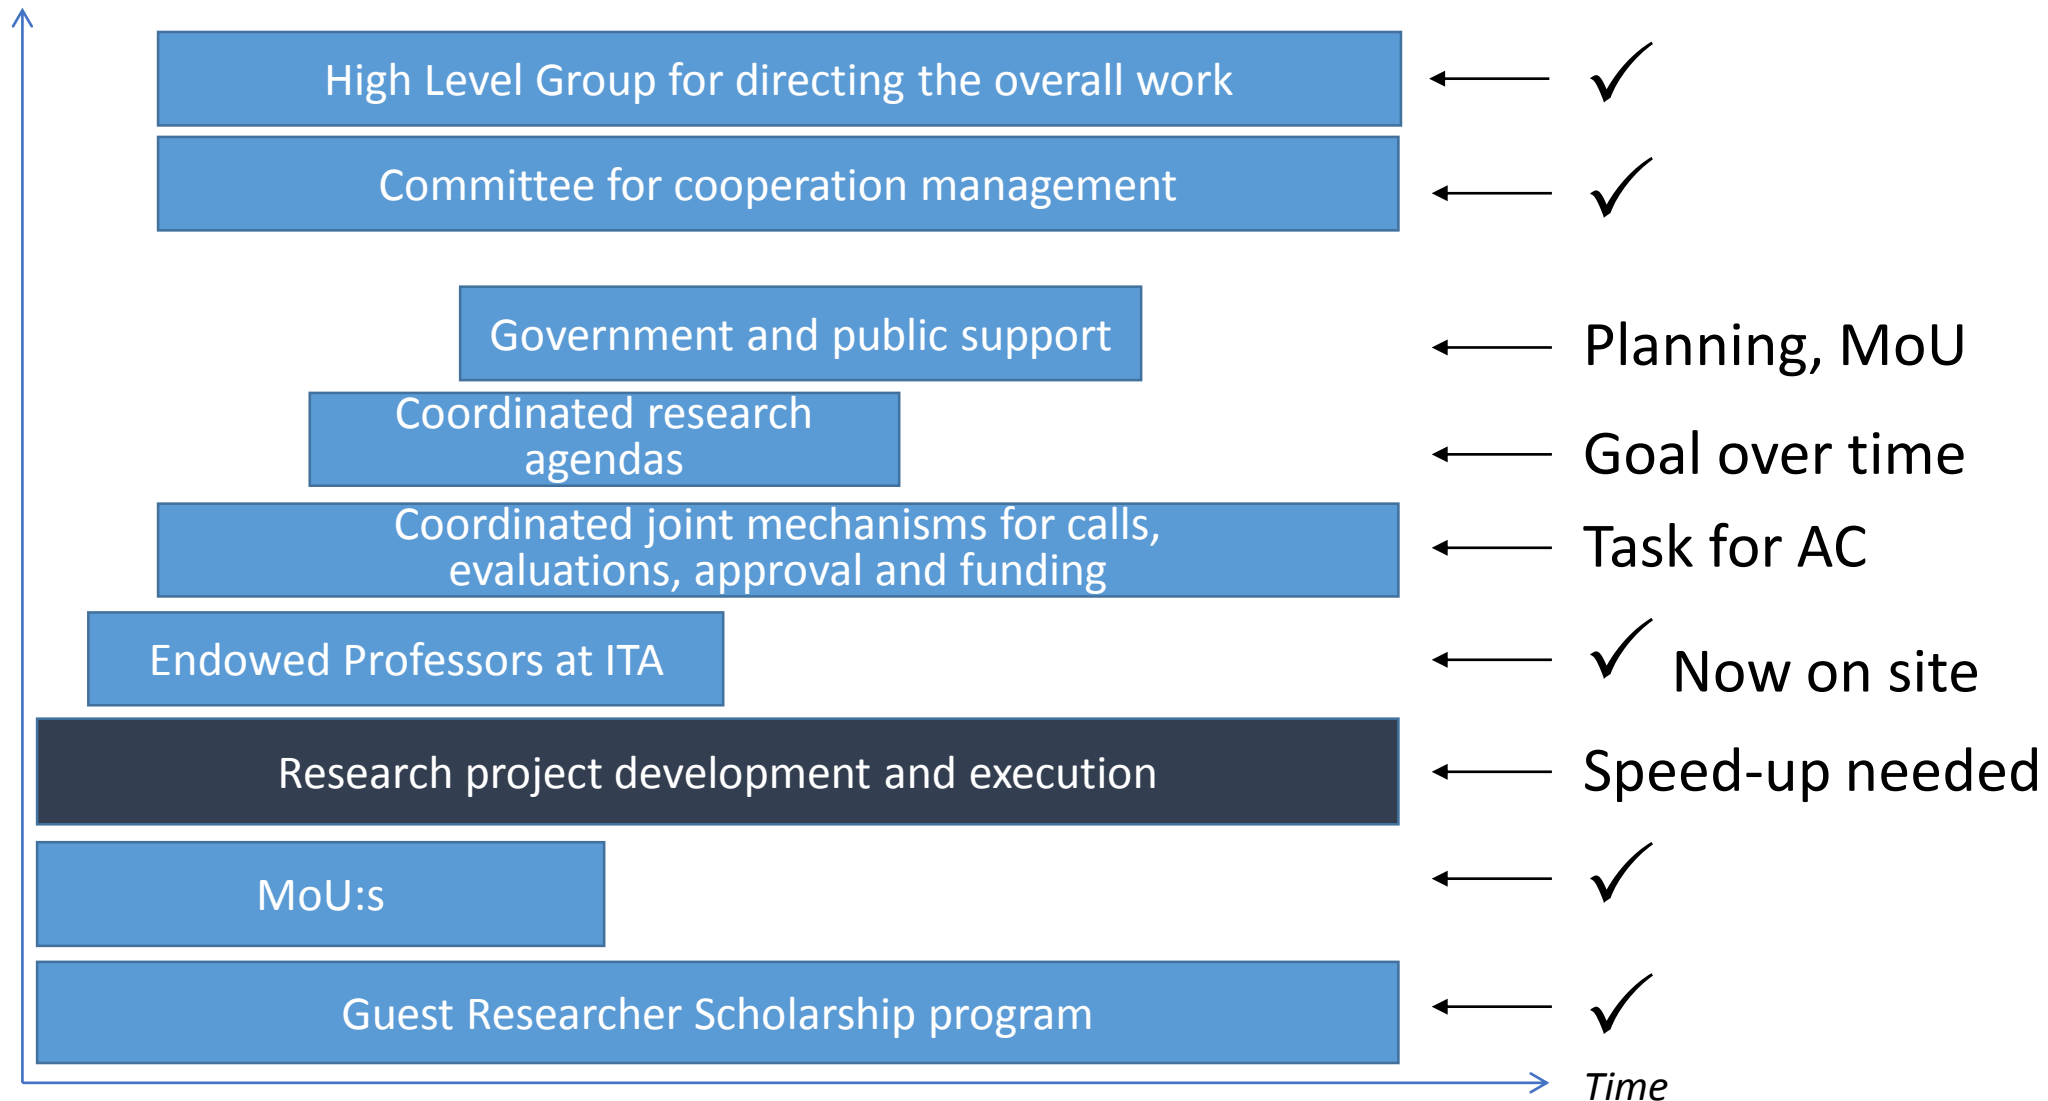 High Level Group for directing the overall work
✓
Committee for cooperation management
✓
Government and public support
Planning, MoU
Coordinated research
agendas
Goal over time
Coordinated joint mechanisms for calls,
evaluations, approval and funding
Task for AC
Endowed Professors at ITA
✓ Now on site
Research project development and execution
Speed-up needed
MoU:s
✓
Guest Researcher Scholarship program
✓
Time